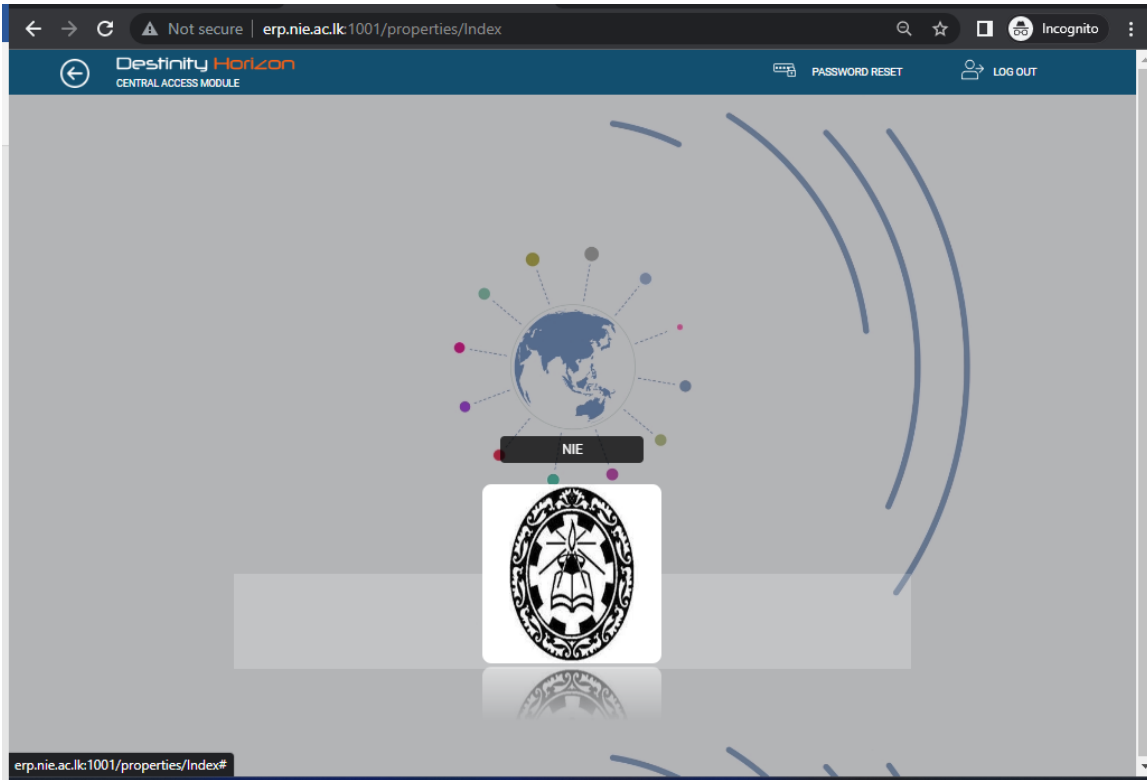 Not secure | erp.nie.ac.lk:1001/properties/Index
Incognito
Destinity Horizon
CENTRAL ACCESS MODULE
PASSWORD RESET
LOG OUT
NIE
erp.nie.ac.lk:1001/properties/Index#